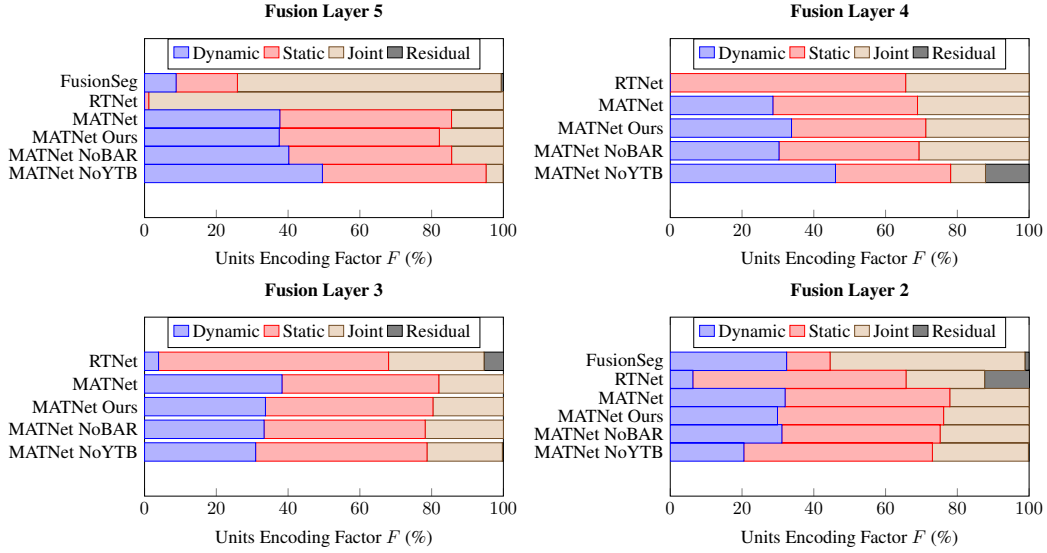 Fusion Layer 5
Dynamic Static Joint Residual
FusionSeg
RTNet
MATNet
MATNet Ours
MATNet NoBAR
MATNet NoYTB
0 20 40 60 80 100
Units Encoding Factor F (%)
Fusion Layer 4
Dynamic Static Joint Residual
RTNet
MATNet
MATNet Ours
MATNet NoBAR
MATNet NoYTB
0 20 40 60 80 100
Units Encoding Factor F (%)
Fusion Layer 3
Dynamic Static Joint Residual
RTNet
MATNet
MATNet Ours
MATNet NoBAR
MATNet NoYTB
0 20 40 60 80 100
Units Encoding Factor F (%)
Fusion Layer 2
Dynamic Static Joint Residual
FusionSeg
RTNet
MATNet
MATNet Ours
MATNet NoBAR
MATNet NoYTB
0 20 40 60 80 100
Units Encoding Factor F (%)